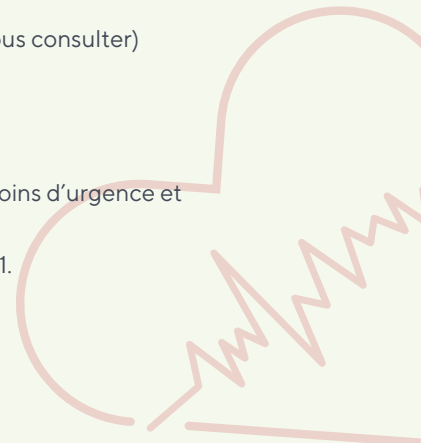 ous consulter)
oins d’urgence et
1.